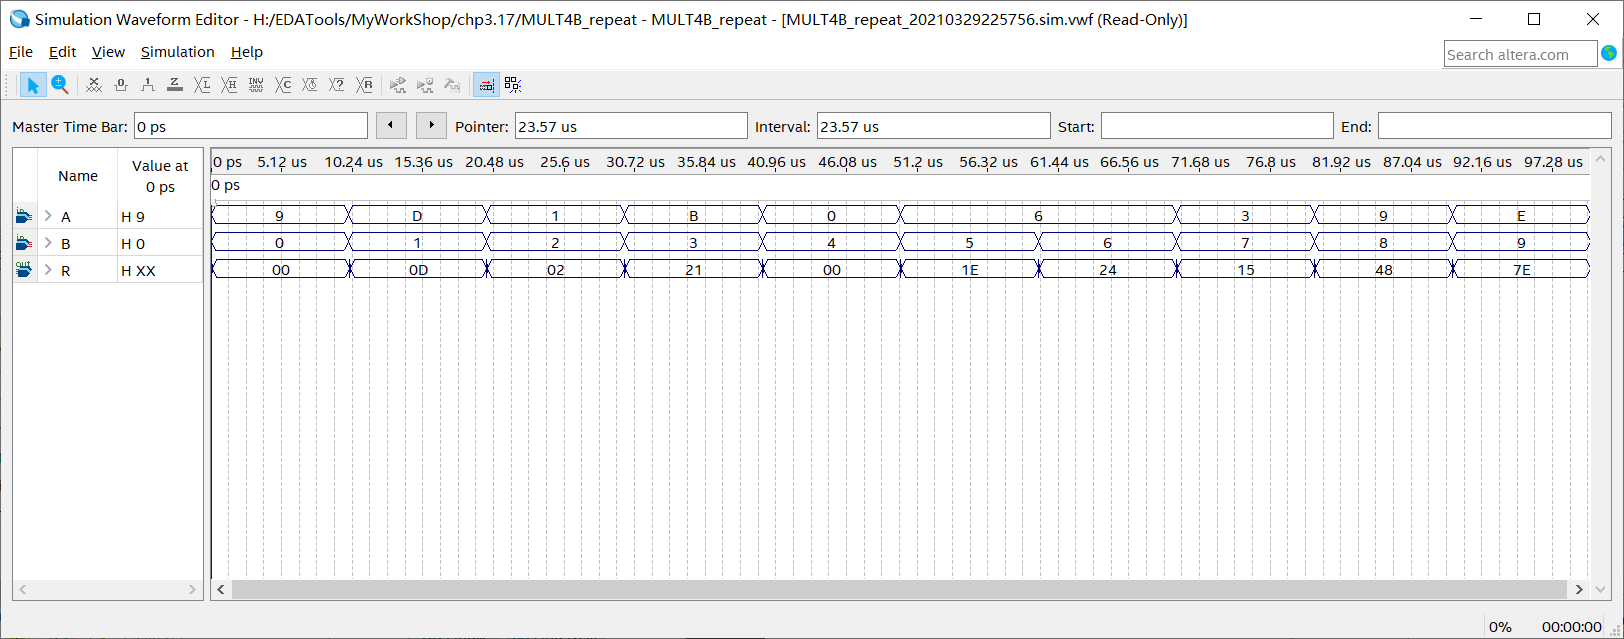 Simulation Waveform Editor - H:/EDATools/MyWorkShop/chp3.17/MULT4B_repeat - MULT4B_repeat - [MULT4B_repeat_20210329225756.sim.vwf (Read-Only)]
File Edit View Simulation Help
Search altera.com
Master Time Bar: 0 ps Pointer: 23.57 us Interval: 23.57 us Start: End:
Name Value at 0 ps
0 ps 5.12 us 10.24 us 15.36 us 20.48 us 25.6 us 30.72 us 35.84 us 40.96 us 46.08 us 51.2 us 56.32 us 61.44 us 66.56 us 71.68 us 76.8 us 81.92 us 87.04 us 92.16 us 97.28 us
0 ps
A H 9 9 D 1 B 0 6 3 9 E
B H 0 0 1 2 3 4 5 6 7 8 9
R H XX 00 0D 02 21 00 1E 24 15 48 7E
0% 00:00:00